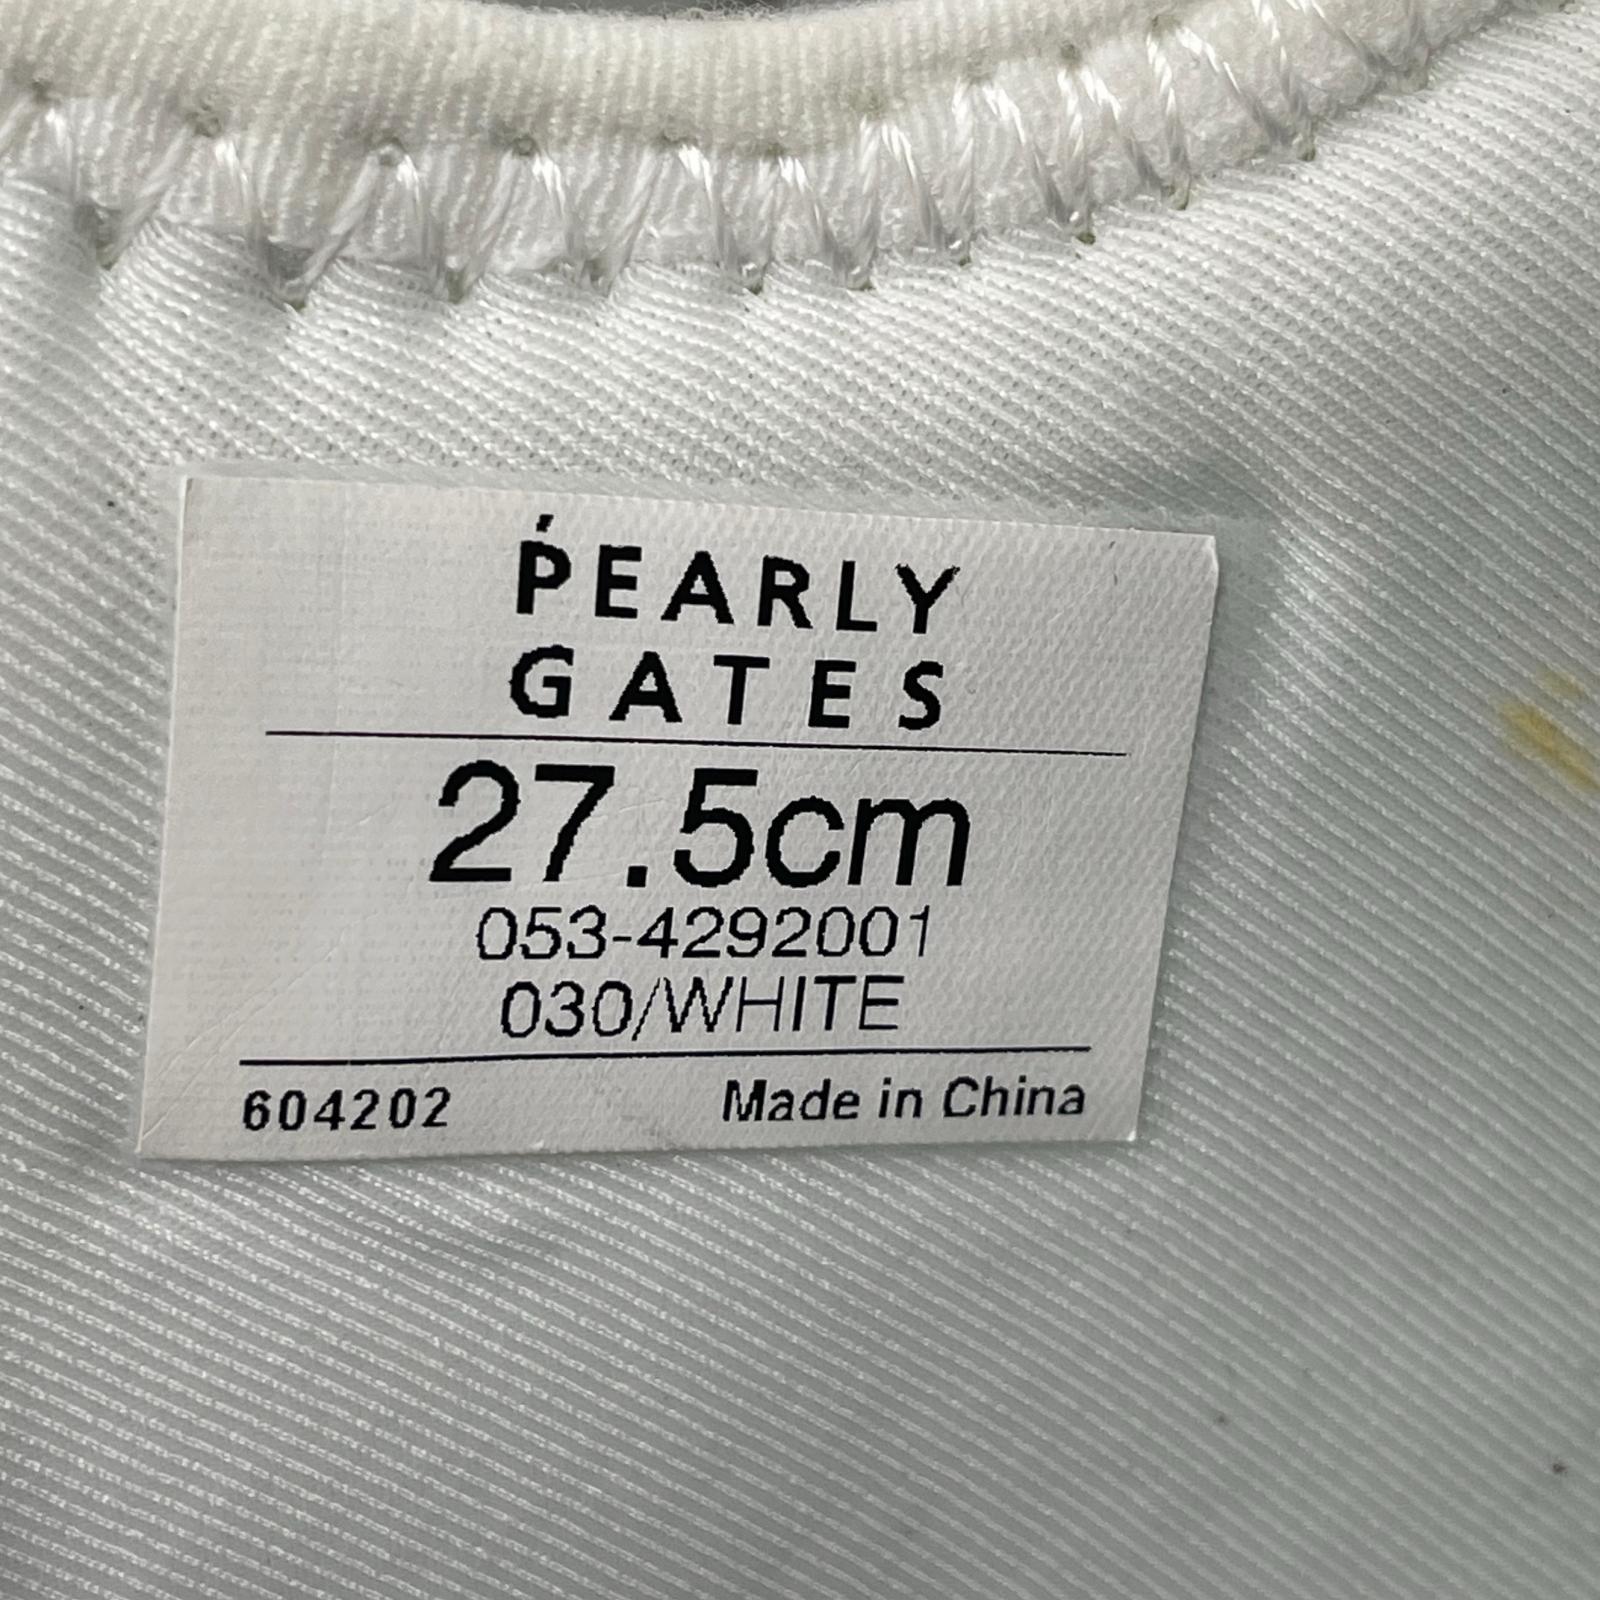 PEARLY
GATES
27.5cm
053-4292001
030/WHITE
604202 Made in China